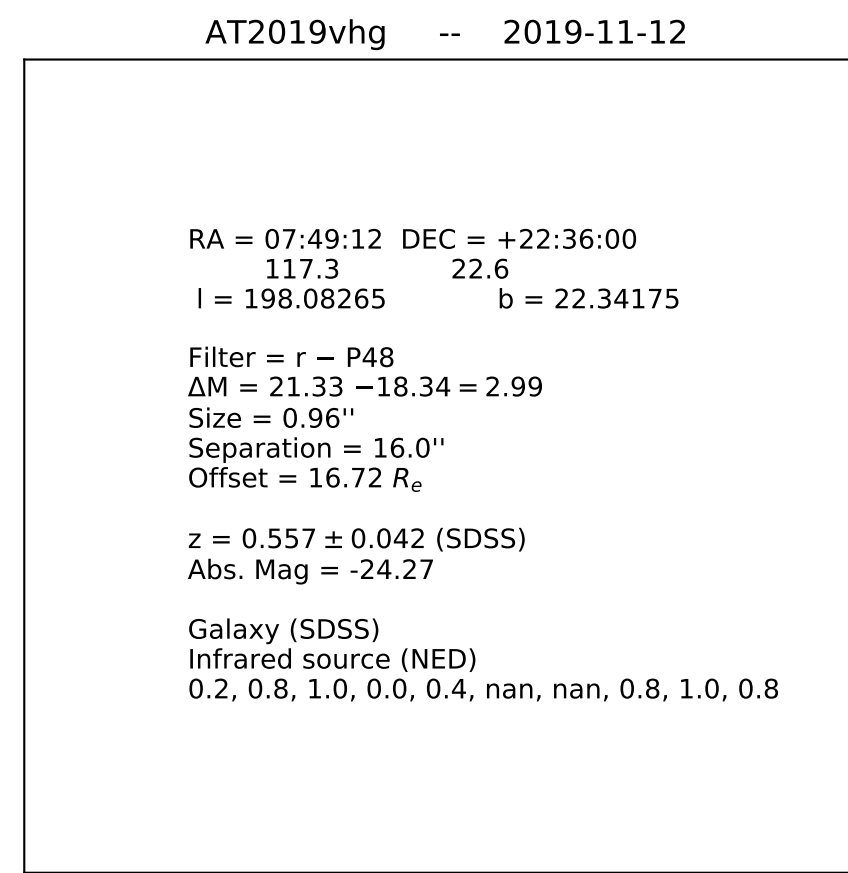 AT2019vhg -- 2019-11-12
RA = 07:49:12 DEC = +22:36:00
117.3 22.6
l = 198.08265 b = 22.34175
Filter = r − P48
ΔM = 21.33 −18.34 = 2.99
Size = 0.96''
Separation = 16.0''
Offset = 16.72 Rₑ
z = 0.557 ± 0.042 (SDSS)
Abs. Mag = -24.27
Galaxy (SDSS)
Infrared source (NED)
0.2, 0.8, 1.0, 0.0, 0.4, nan, nan, 0.8, 1.0, 0.8